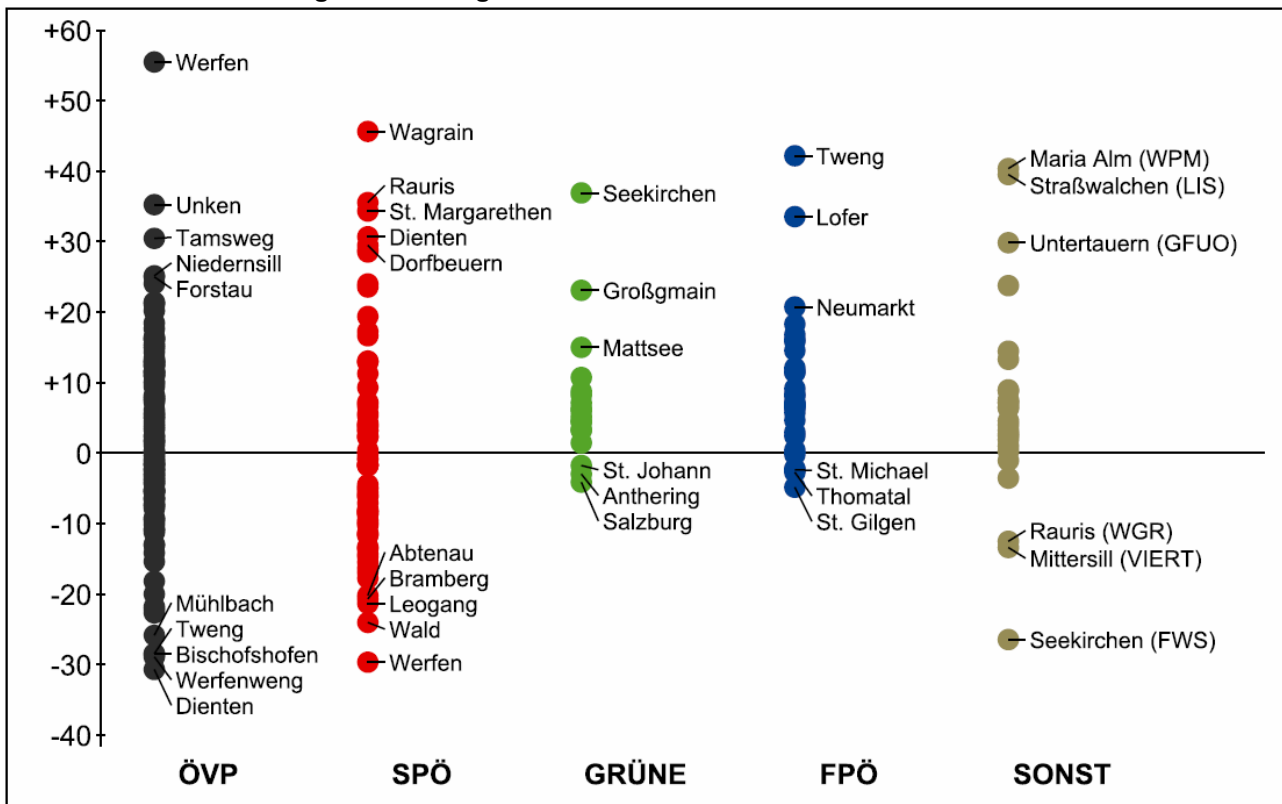 +60
+50
+40
+30
+20
+10
0
-10
-20
-30
-40
Werfen
Unken
Tamsweg
Niedernsill
Forstau
Mühlbach
Tweng
Bischofshofen
Werfenweng
Dienten
Wagrain
Rauris
St. Margarethen
Dienten
Dorfbeuern
Abtenau
Bramberg
Leogang
Wald
Werfen
Seekirchen
Großgmain
Mattsee
St. Johann
Anthering
Salzburg
Tweng
Lofer
Neumarkt
St. Michael
Thomatal
St. Gilgen
Maria Alm (WPM)
Straßwalchen (LIS)
Untertauern (GFUO)
Rauris (WGR)
Mittersill (VIERT)
Seekirchen (FWS)
ÖVP
SPÖ
GRÜNE
FPÖ
SONST